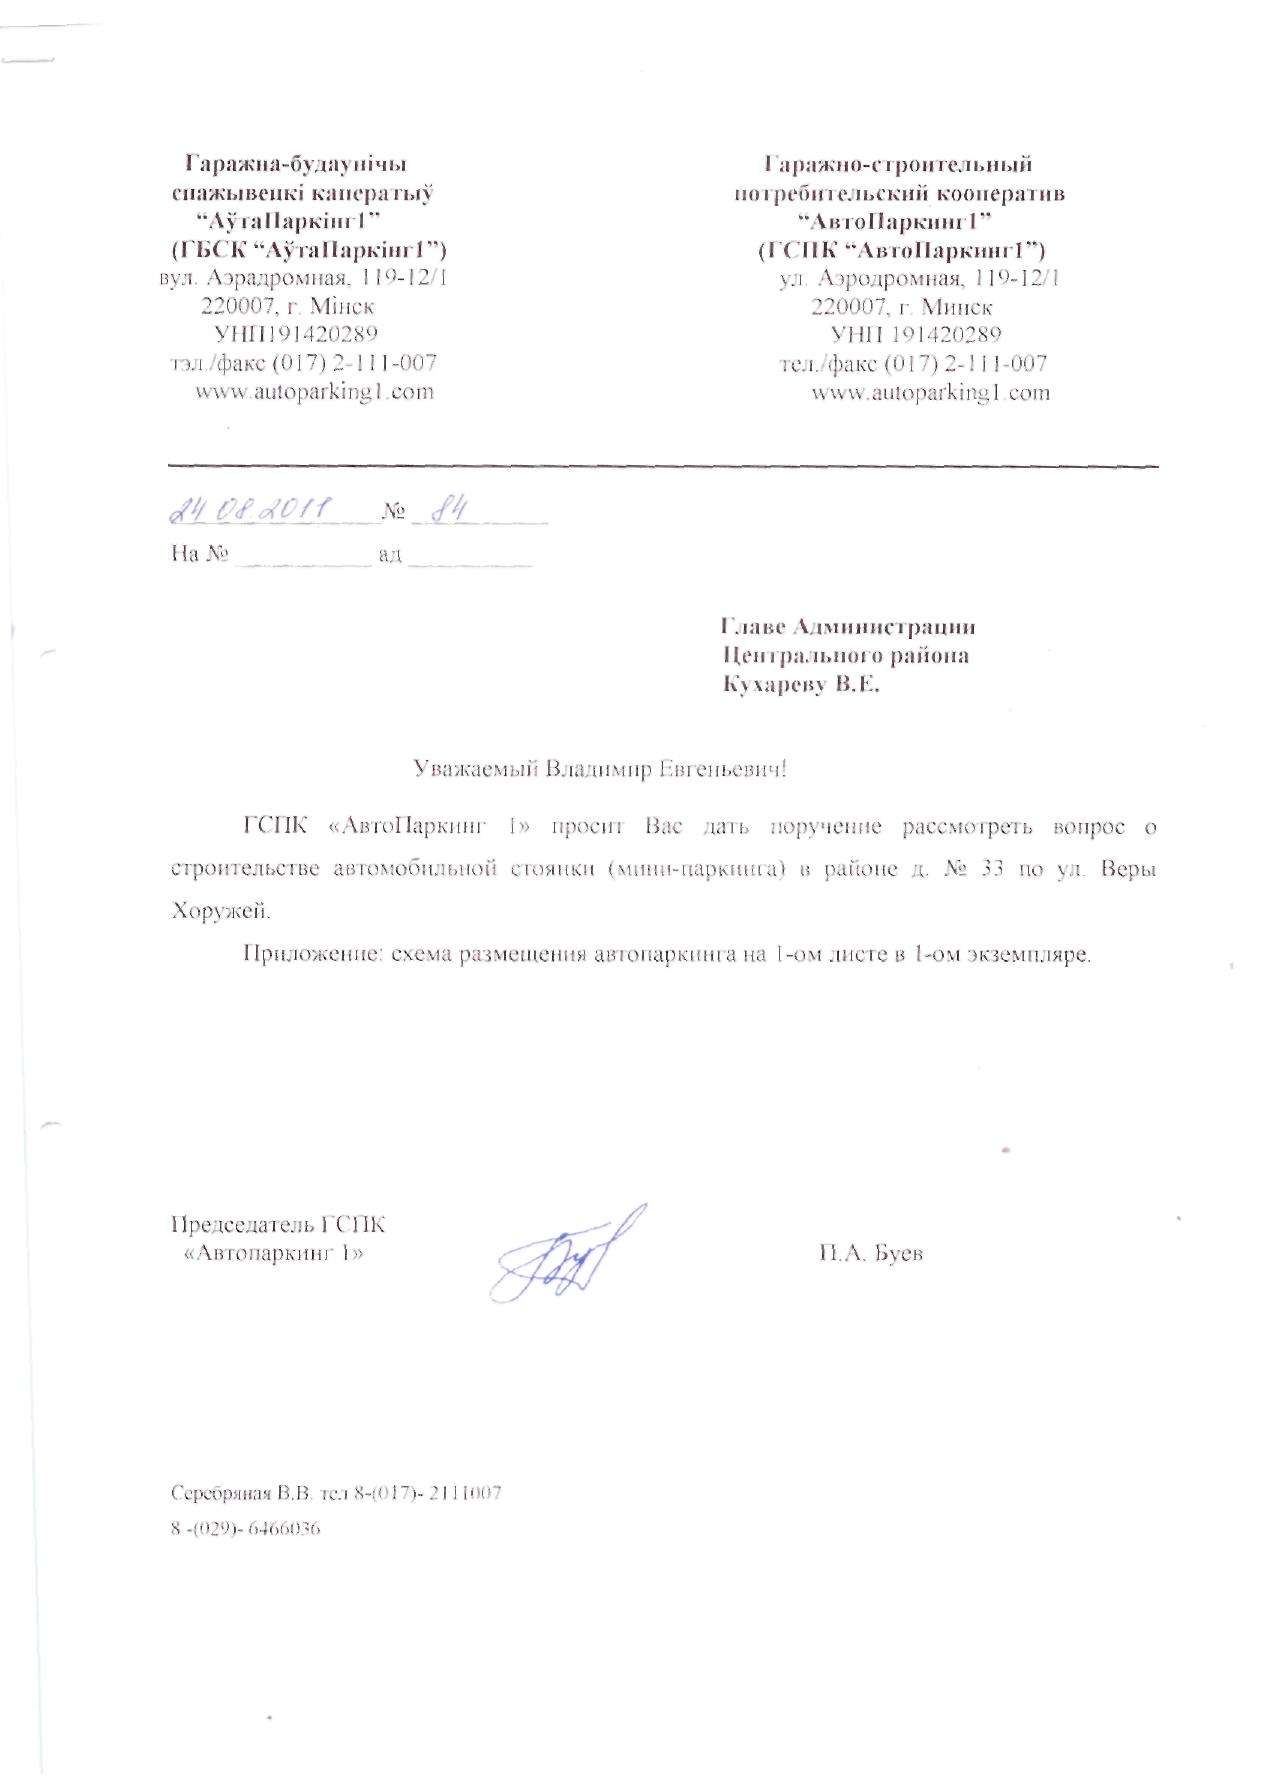 Гаражна-будаунічы
спажывецкі каператыў
“АўтаПаркінг1”
(ГБСК “АўтаПаркінг1”)
вул. Аэрадромная, 119-12/1
220007, г. Мінск
УНП191420289
тэл./факс (017) 2-111-007
www.autoparking1.com
Гаражно-строительный
потребительский кооператив
“АвтоПаркинг1”
(ГСПК “АвтоПаркинг1”)
ул. Аэродромная, 119-12/1
220007, г. Минск
УНП 191420289
тел./факс (017) 2-111-007
www.autoparking1.com
24 08.2011 № 84
На № ____________ ад _________
Главе Администрации
Центрального района
Кухареву В.Е.
Уважаемый Владимир Евгеньевич!
ГСПК «АвтоПаркинг 1» просит Вас дать поручение рассмотреть вопрос о
строительстве автомобильной стоянки (мини-паркинга) в районе д. № 33 по ул. Веры
Хоружей.
Приложение: схема размещения автопаркинга на 1-ом листе в 1-ом экземпляре.
Председатель ГСПК
«Автопаркинг 1» П.А. Буев
Серебряная В.В. тел 8-(017)- 2111007
8 -(029)- 6466036